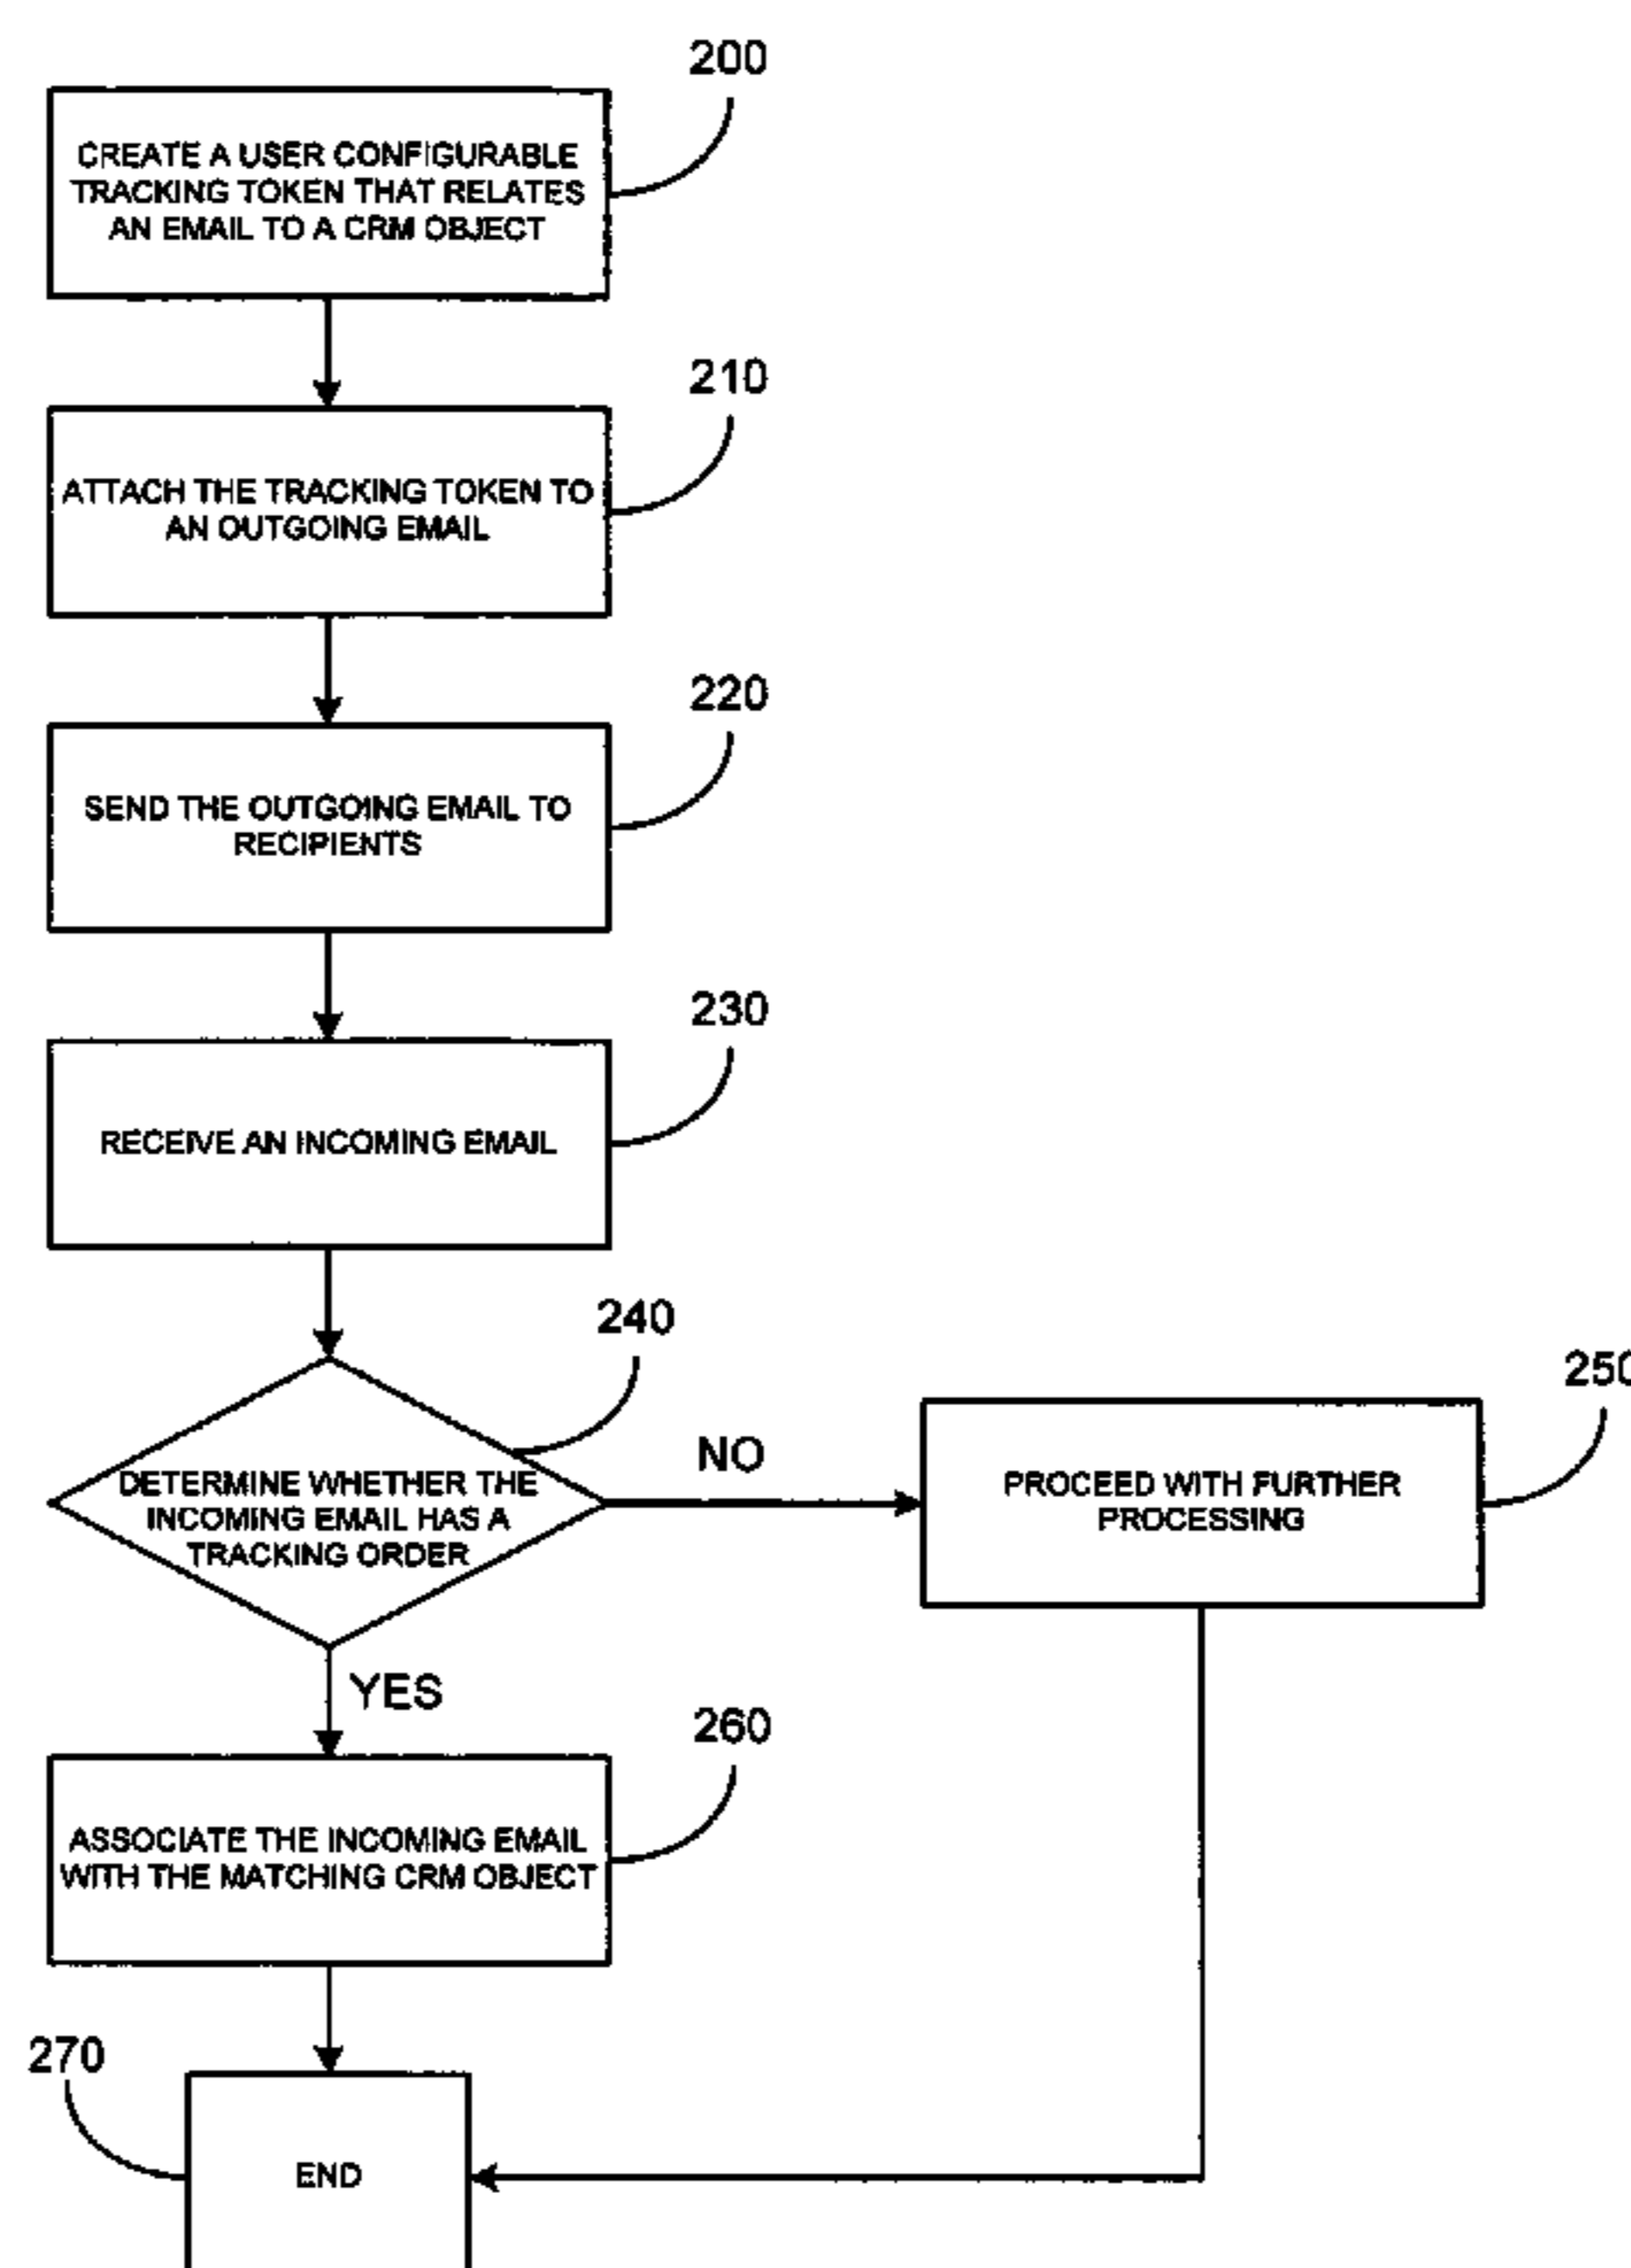 200
CREATE A USER CONFIGURABLE
TRACKING TOKEN THAT RELATES
AN EMAIL TO A CRM OBJECT
210
ATTACH THE TRACKING TOKEN TO
AN OUTGOING EMAIL
220
SEND THE OUTGOING EMAIL TO
RECIPIENTS
230
RECEIVE AN INCOMING EMAIL
240
DETERMINE WHETHER THE
INCOMING EMAIL HAS A
TRACKING ORDER
NO
250
PROCEED WITH FURTHER
PROCESSING
YES
260
ASSOCIATE THE INCOMING EMAIL
WITH THE MATCHING CRM OBJECT
270
END